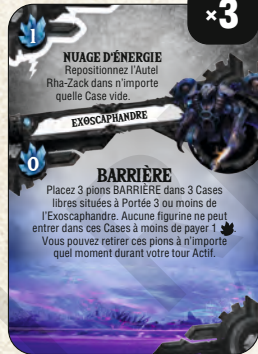 ×3
1
NUAGE D'ÉNERGIE
Repositionnez l'Autel
Rha-Zack dans n'importe
quelle Case vide.
EXOSCAPHANDRE
0
BARRIÈRE
Placez 3 pions BARRIÈRE dans 3 Cases
libres situées à Portée 3 ou moins de
l'Exoscaphandre. Aucune figurine ne peut
entrer dans ces Cases à moins de payer 1 .
Vous pouvez retirer ces pions à n'importe
quel moment durant votre tour Actif.